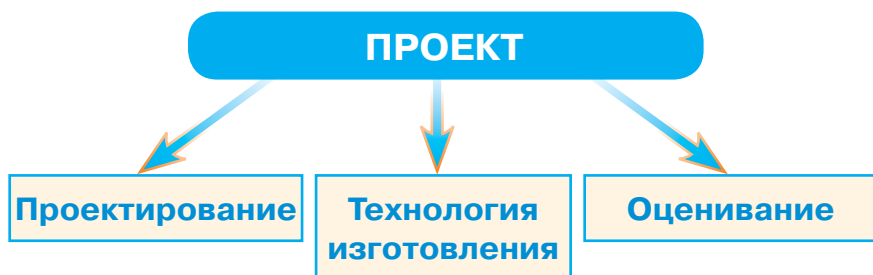 ПРОЕКТ
Проектирование
Технология
изготовления
Оценивание